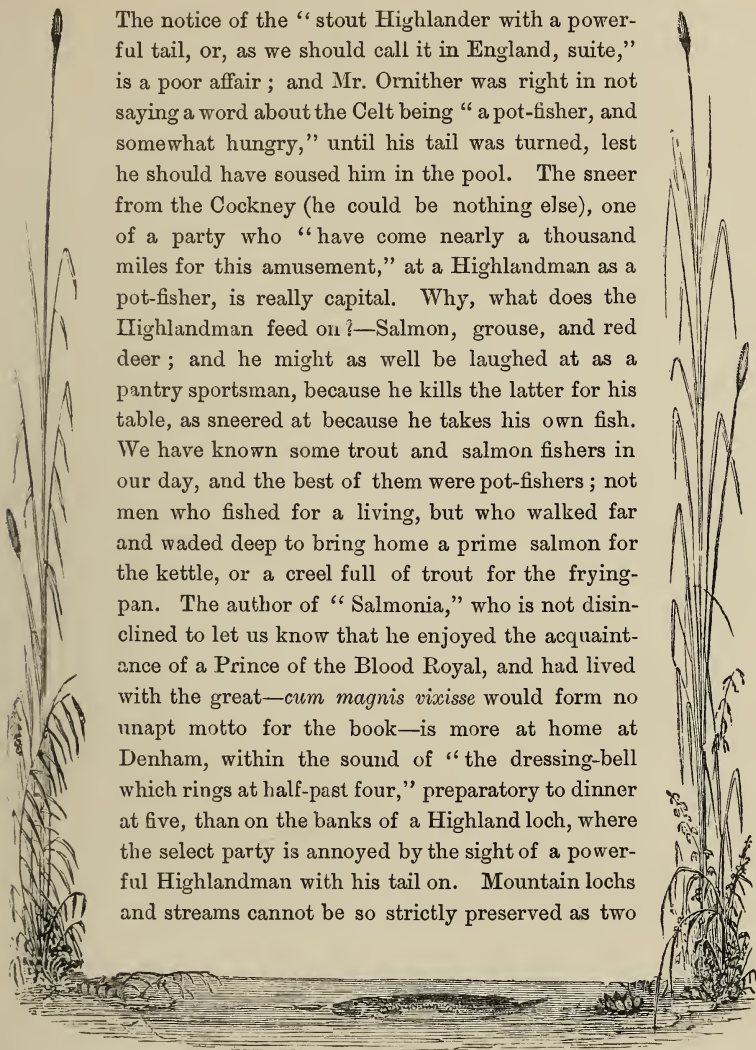 The notice of the “ stout Highlander with a power-
ful tail, or, as we should call it in England, suite,”
is a poor affair ; and Mr. Ornither was right in not
saying a word about the Celt being “ a pot-fisher, and
somewhat hungry,” until his tail was turned, lest
he should have soused him in the pool. The sneer
from the Cockney (he could be nothing else), one
of a party who “ have come nearly a thousand
miles for this amusement,” at a Highlandman as a
pot-fisher, is really capital. Why, what does the
Highlandman feed on ?—Salmon, grouse, and red
deer ; and he might as well be laughed at as a
pantry sportsman, because he kills the latter for his
table, as sneered at because he takes his own fish.
We have known some trout and salmon fishers in
our day, and the best of them were pot-fishers ; not
men who fished for a living, but who walked far
and waded deep to bring home a prime salmon for
the kettle, or a creel full of trout for the frying-
pan. The author of “ Salmonia,” who is not disin-
clined to let us know that he enjoyed the acquaint-
ance of a Prince of the Blood Royal, and had lived
with the great—cum magnis vixisse would form no
unapt motto for the book—is more at home at
Denham, within the sound of “ the dressing-bell
which rings at half-past four,” preparatory to dinner
at five, than on the banks of a Highland loch, where
the select party is annoyed by the sight of a power-
ful Highlandman with his tail on. Mountain lochs
and streams cannot be so strictly preserved as two